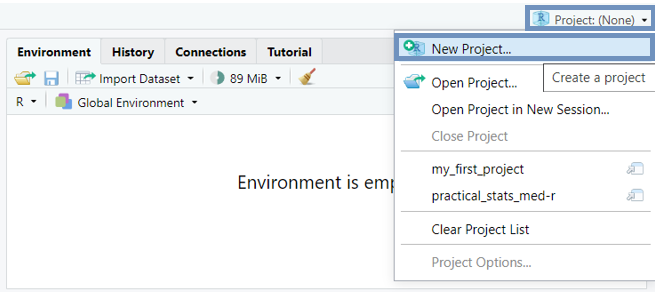 Project: (None)
Environment History Connections Tutorial
New Project...
Import Dataset 89 MiB
Create a project
Open Project...
R Global Environment
Open Project in New Session...
Close Project
my_first_project
Environment is emp
practical_stats_med-r
Clear Project List
Project Options...